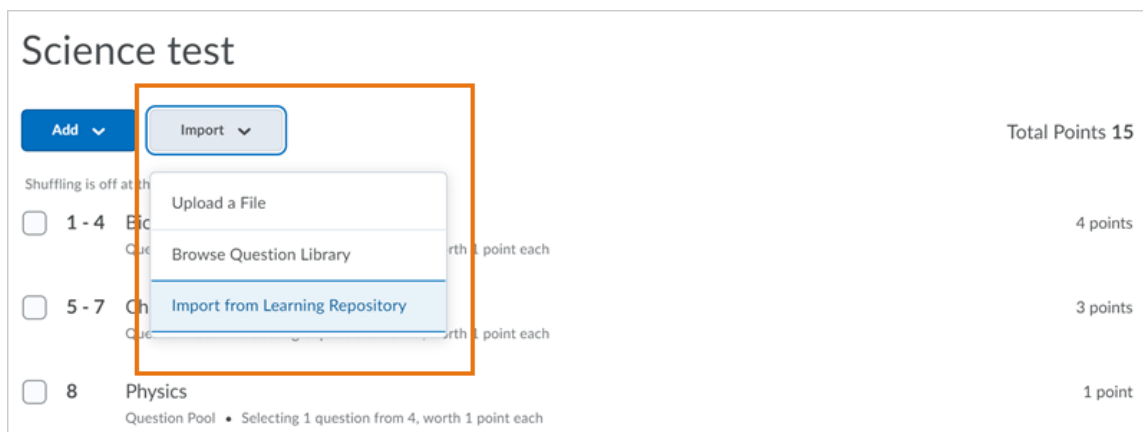 Science test
Add Import
Total Points 15
Shuffling is off at th
Upload a File
1 - 4 4 points
rth 1 point each
Browse Question Library
5 - 7 Ch 3 points
Import from Learning Repository
1 point each
8 Physics 1 point
Question Pool • Selecting 1 question from 4, worth 1 point each